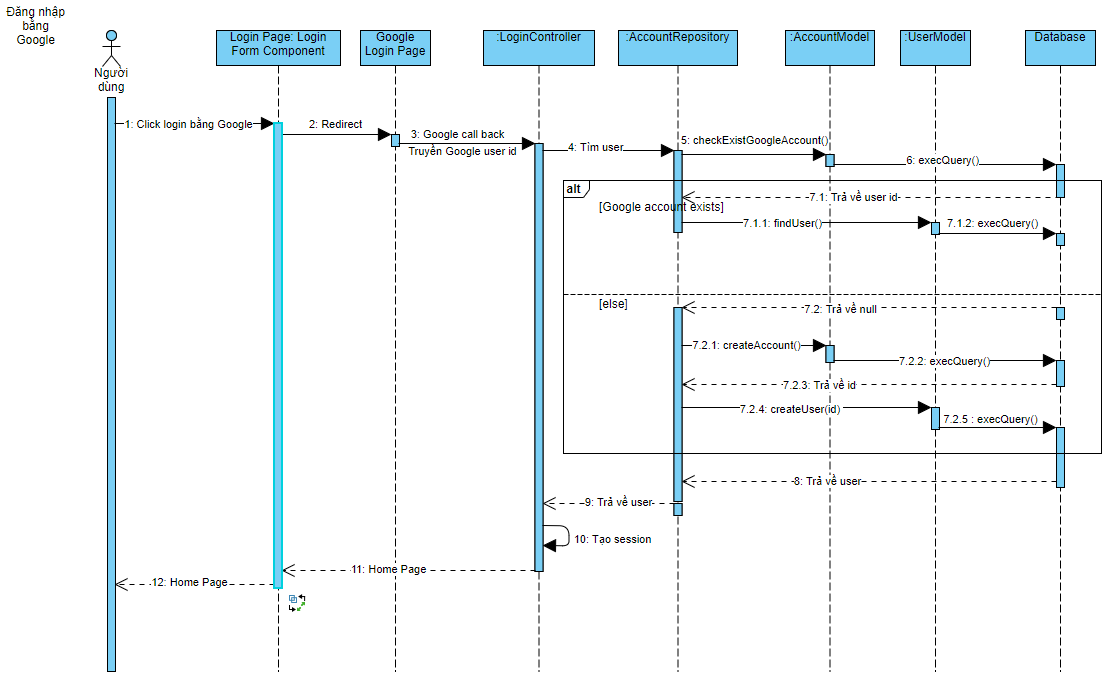 Đăng nhập
bằng
Google
Người
dùng
Login Page: Login
Form Component
Google
Login Page
:LoginController
:AccountRepository
:AccountModel
:UserModel
Database
1: Click login bằng Google
2: Redirect
3: Google call back
Truyền Google user id
4: Tìm user
5: checkExistGoogleAccount()
6: execQuery()
alt
7.1: Trả về user id
[Google account exists]
7.1.1: findUser()
7.1.2: execQuery()
[else]
7.2: Trả về null
7.2.1: createAccount()
7.2.2: execQuery()
7.2.3: Trả về id
7.2.4: createUser(id)
7.2.5 : execQuery()
8: Trả về user
9: Trả về user
10: Tạo session
11: Home Page
12: Home Page